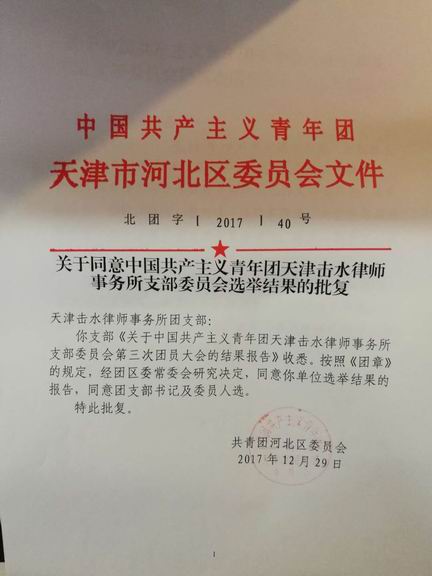 中国共产主义青年团
天津市河北区委员会文件
北团字〔2017〕40号
关于同意中国共产主义青年团天津击水律师
事务所支部委员会选举结果的批复
天津击水律师事务所团支部：
你支部《关于中国共产主义青年团天津击水律师事务所
支部委员会第三次团员大会的结果报告》收悉。按照《团章》
的规定，经团区委常委会研究决定，同意你单位选举结果的
报告，同意团支部书记及委员人选。
特此批复。
共青团河北区委员会
2017年12月29日
1